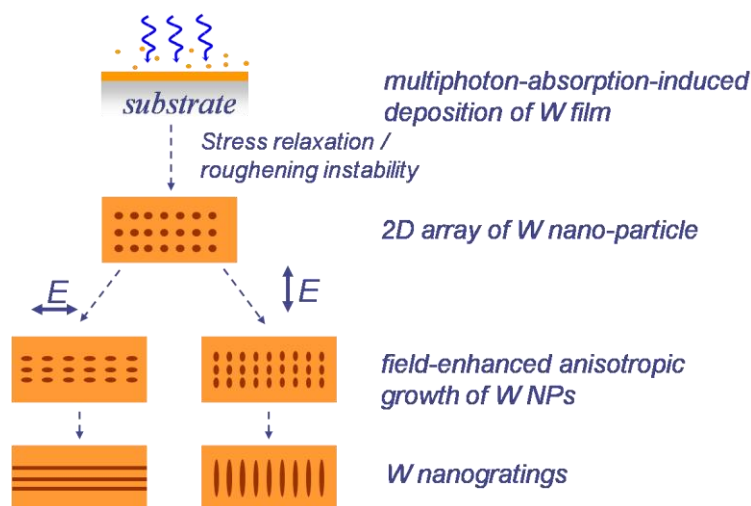 substrate
multiphoton-absorption-induced
deposition of W film
Stress relaxation /
roughening instability
2D array of W nano-particle
E
E
field-enhanced anisotropic
growth of W NPs
W nanogratings